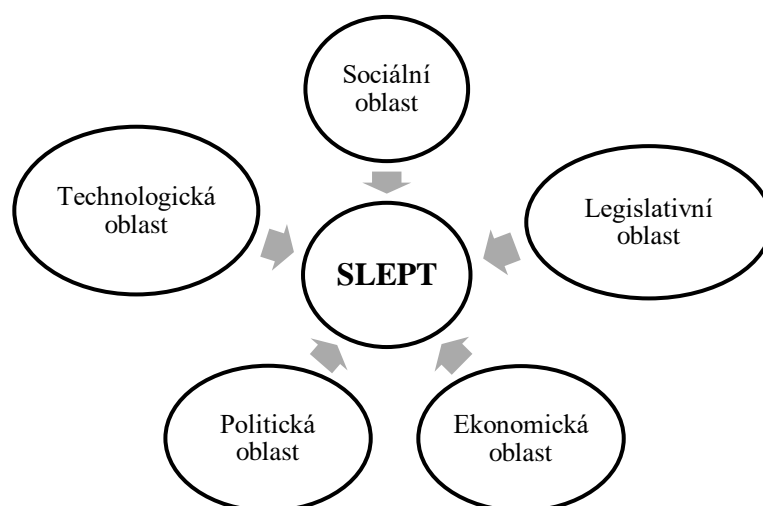 Sociální
oblast
Technologická
oblast
Legislativní
oblast
SLEPT
Politická
oblast
Ekonomická
oblast